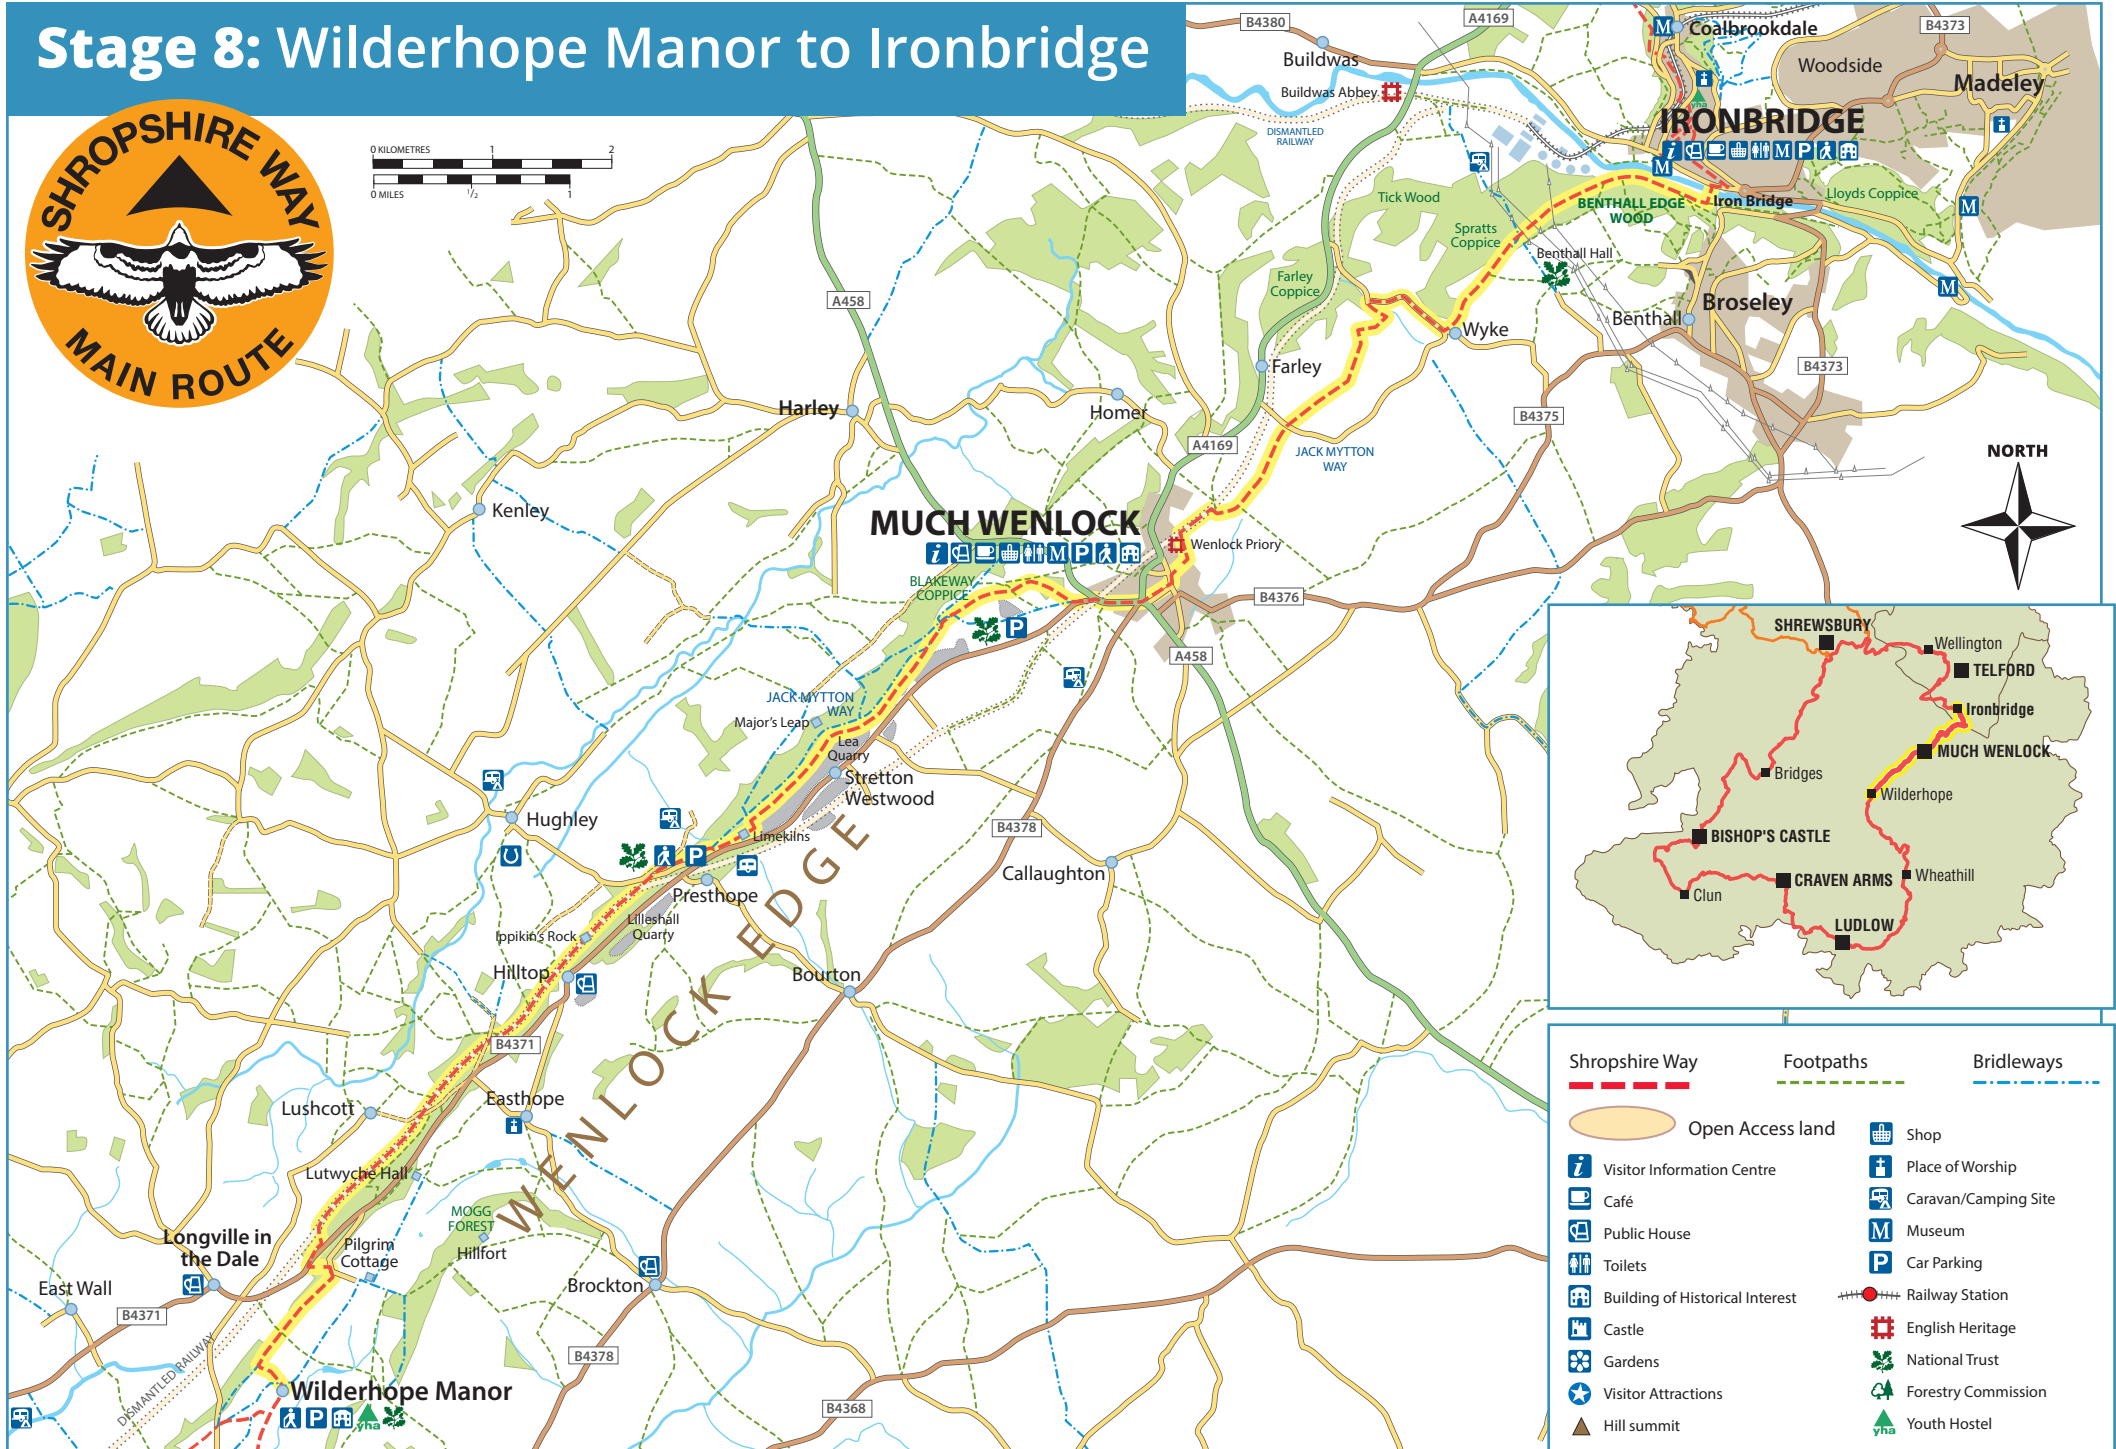 Stage 8: Wilderhope Manor to Ironbridge
SHROPSHIRE WAY
MAIN ROUTE
0 KILOMETRES 1 2
0 MILES 1/2 1
B4380
A4169
Buildwas
Buildwas Abbey
DISMANTLED
RAILWAY
M
Coalbrookdale
B4373
Woodside
Madeley
yha
IRONBRIDGE
i M P
M
Iron Bridge
Lloyds Coppice
M
M
Tick Wood
BENTHALL EDGE
WOOD
Spratts
Coppice
Benthall Hall
Farley
Coppice
A458
Broseley
Benthall
Wyke
Farley
B4373
Harley
Homer
B4375
A4169
JACK MYTTON
WAY
NORTH
Kenley
MUCH WENLOCK
i M P
Wenlock Priory
BLAKEWAY
COPPICE
B4376
P
A458
JACK MYTTON
WAY
Major's Leap
Lea
Quarry
Stretton
Westwood
Hughley
Limekilns
P
Presthope
B4378
Callaughton
Lilleshall
Quarry
Ippikin's Rock
Hilltop
Bourton
WENLOCK EDGE
B4371
Easthope
Lushcott
Lutwyche Hall
MOGG
FOREST
Hillfort
Longville in
the Dale
Pilgrim
Cottage
East Wall
B4371
Brockton
DISMANTLED RAILWAY
B4378
Wilderhope Manor
P yha
B4368
SHREWSBURY
Wellington
TELFORD
Ironbridge
MUCH WENLOCK
Bridges
Wilderhope
BISHOP'S CASTLE
CRAVEN ARMS
Wheathill
Clun
LUDLOW
Shropshire Way
Footpaths
Bridleways
Open Access land
i Visitor Information Centre
Café
Public House
Toilets
Building of Historical Interest
Castle
Gardens
Visitor Attractions
Hill summit
Shop
Place of Worship
Caravan/Camping Site
M Museum
P Car Parking
Railway Station
English Heritage
National Trust
Forestry Commission
yha Youth Hostel